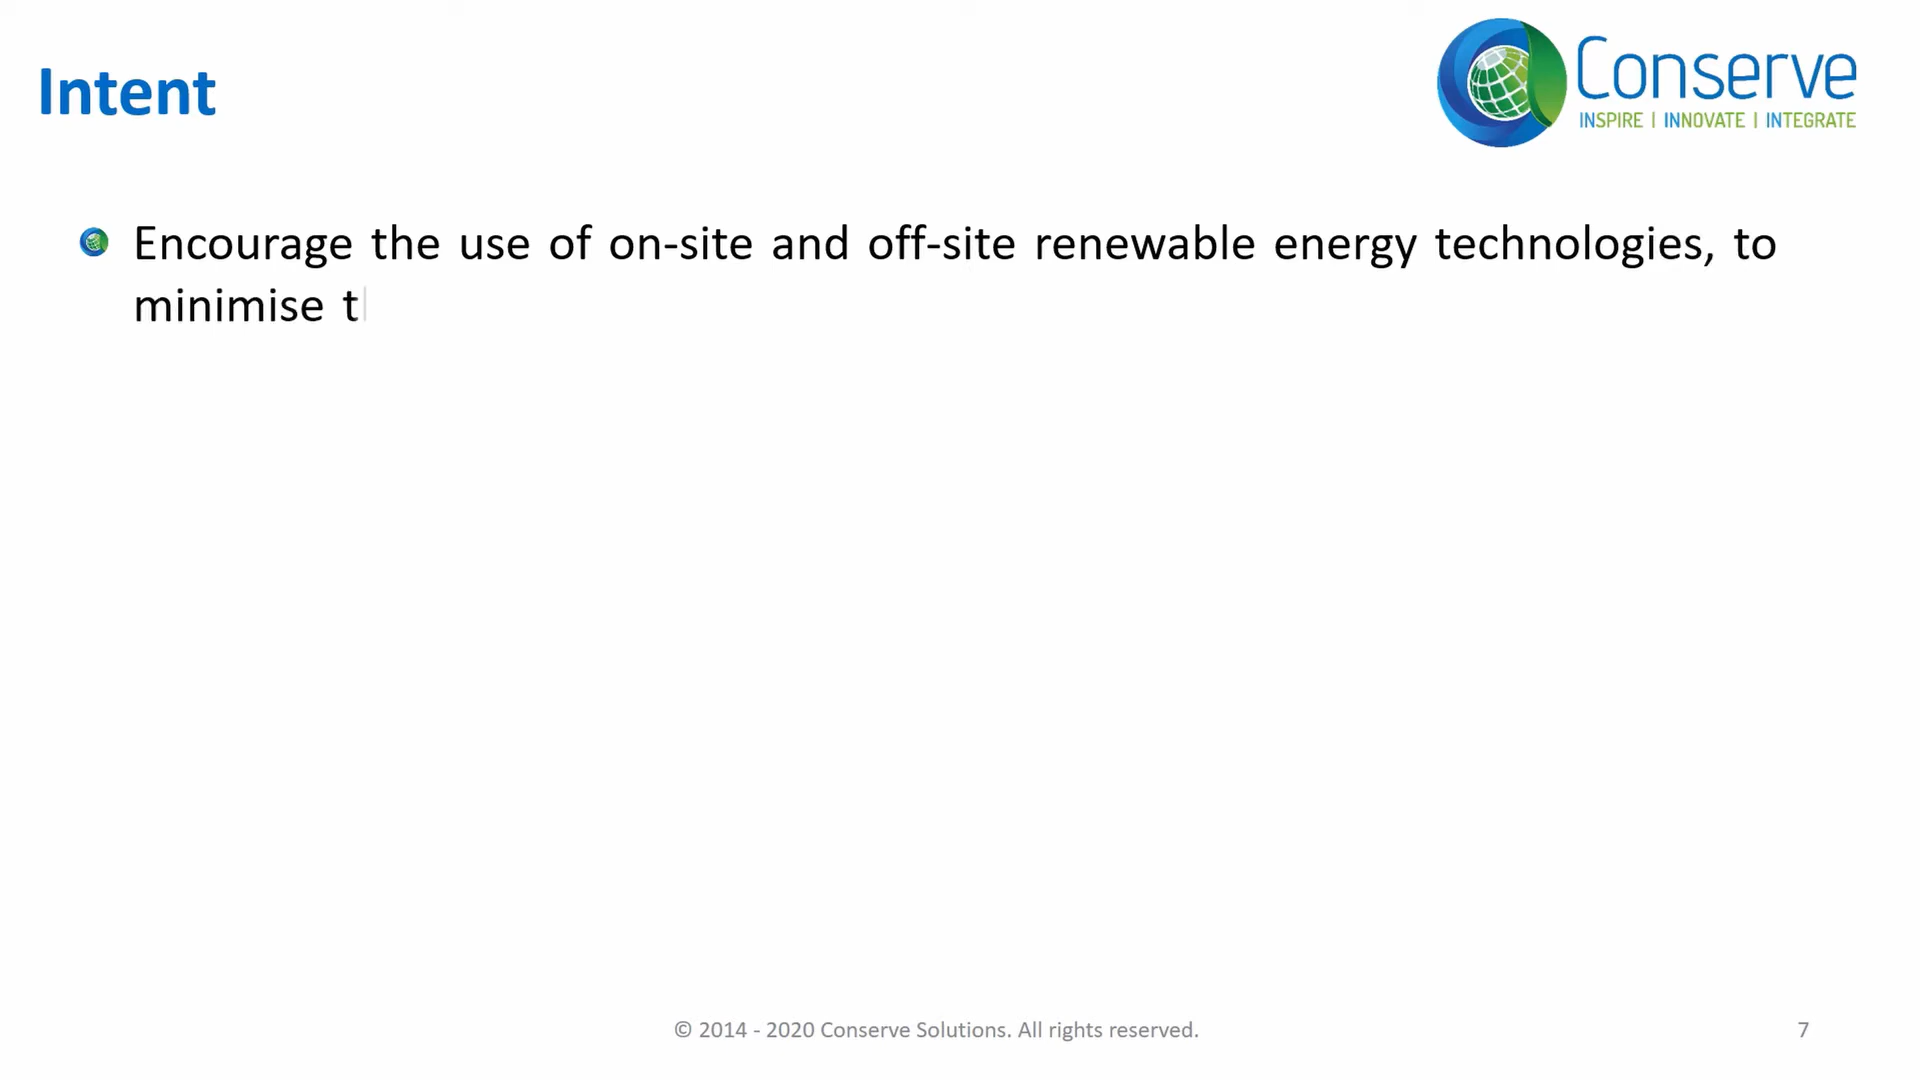 Intent
Conserve
INSPIRE | INNOVATE | INTEGRATE
Encourage the use of on-site and off-site renewable energy technologies, to
minimise t
© 2014 - 2020 Conserve Solutions. All rights reserved.
7